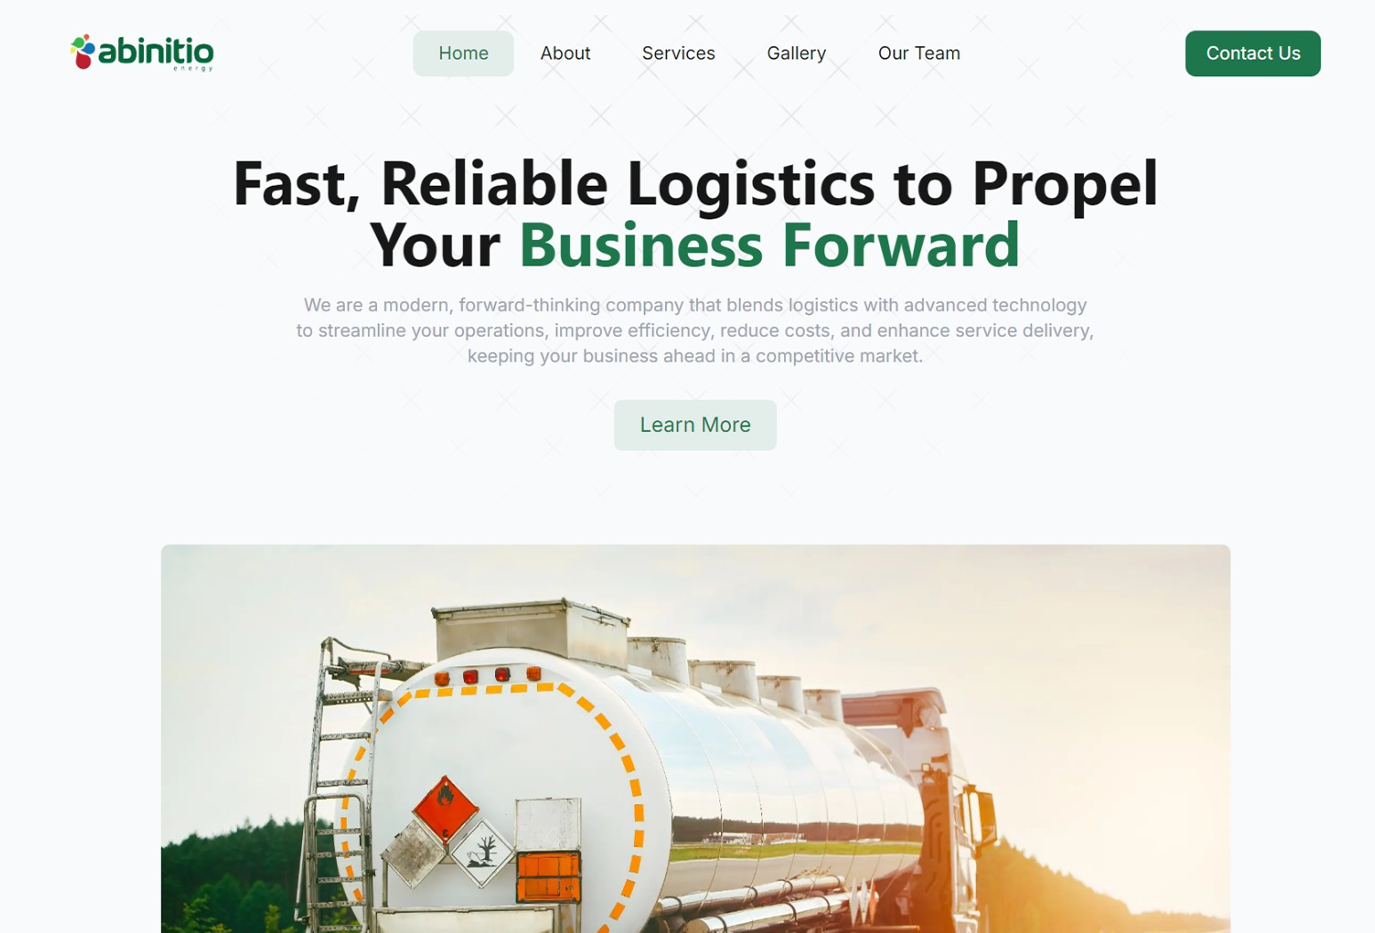 abinitio
energy
Home
About
Services
Gallery
Our Team
Contact Us
Fast, Reliable Logistics to Propel
Your Business Forward
We are a modern, forward-thinking company that blends logistics with advanced technology
to streamline your operations, improve efficiency, reduce costs, and enhance service delivery,
keeping your business ahead in a competitive market.
Learn More